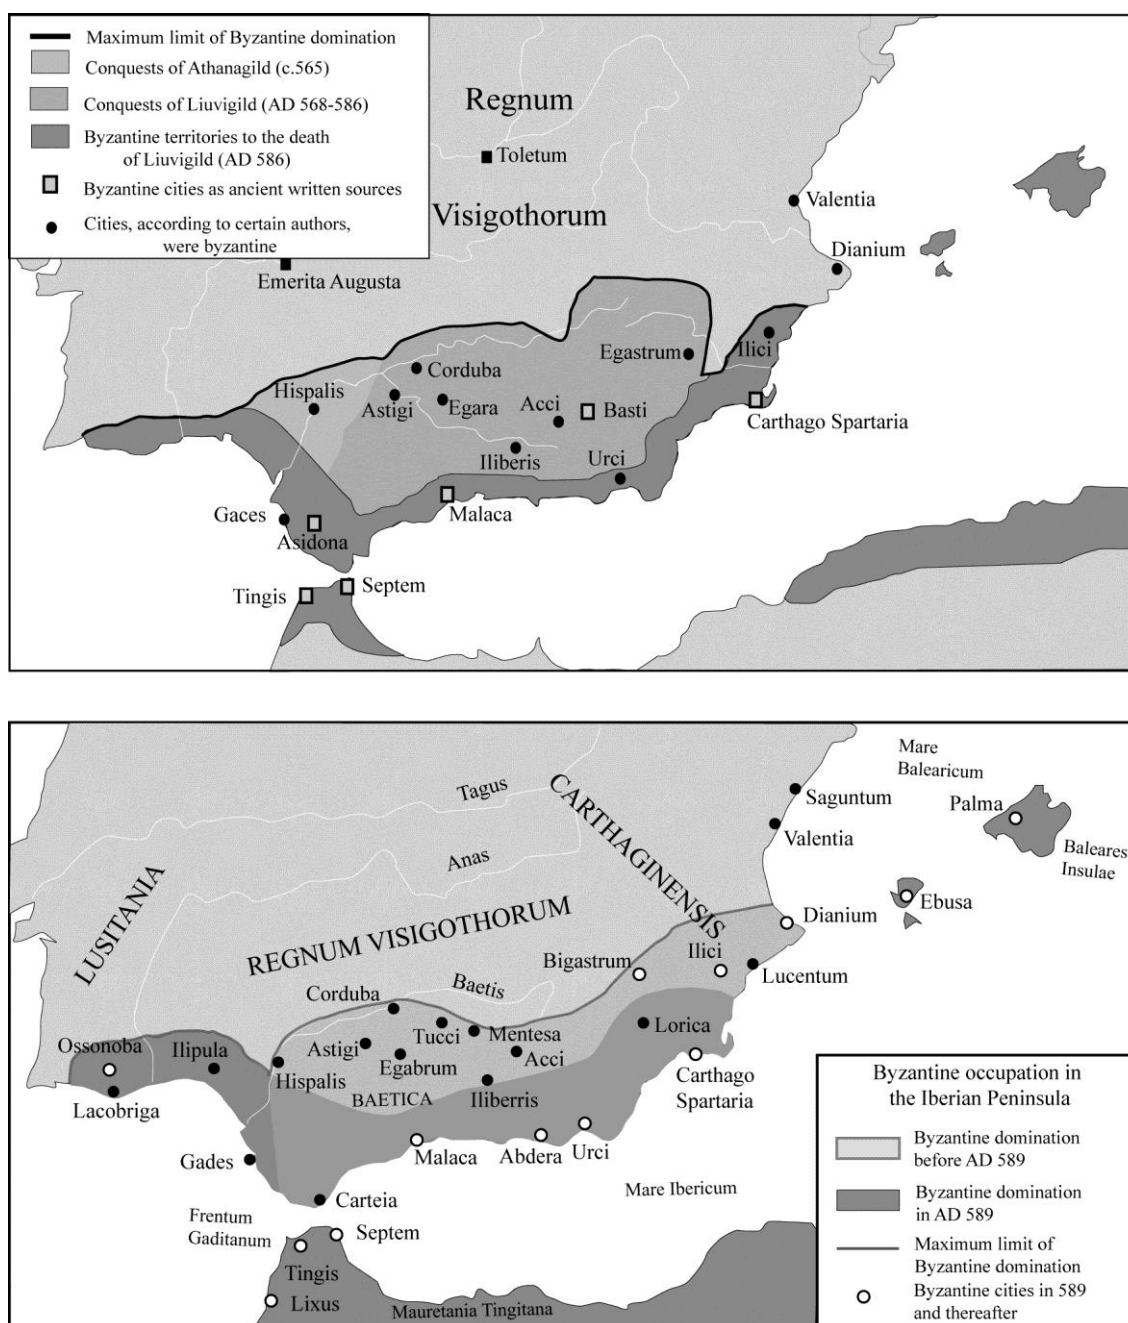 Maximum limit of Byzantine domination
Conquests of Athanagild (c.565)
Conquests of Liuvigild (AD 568-586)
Byzantine territories to the death
of Liuvigild (AD 586)
Byzantine cities as ancient written sources
Cities, according to certain authors,
were byzantine
Regnum
Toletum
Visigothorum
Valentia
Dianium
Emerita Augusta
Egastrum
Ilici
Corduba
Hispalis
Astigi
Egara
Acci
Basti
Carthago Spartaria
Iliberis
Urci
Gaces
Malaca
Asidona
Tingis
Septem
Mare
Balearicum
Tagus
CARTHAGINENSIS
Saguntum
Palma
Valentia
Anas
Baleares
Insulae
LUSITANIA
REGNUM VISIGOTHORUM
Ebusa
Dianium
Ilici
Bigastrum
Lucentum
Baetis
Corduba
Tucci
Mentesa
Lorica
Ossonoba
Ilipula
Astigi
Egabrum
Acci
Hispalis
Carthago
Spartaria
BAETICA
Iliberris
Lacobriga
Malaca
Abdera
Urci
Gades
Mare Ibericum
Carteia
Frentum
Gaditanum
Septem
Tingis
Lixus
Mauretania Tingitana
Byzantine occupation in
the Iberian Peninsula
Byzantine domination
before AD 589
Byzantine domination
in AD 589
Maximum limit of
Byzantine domination
Byzantine cities in 589
and thereafter